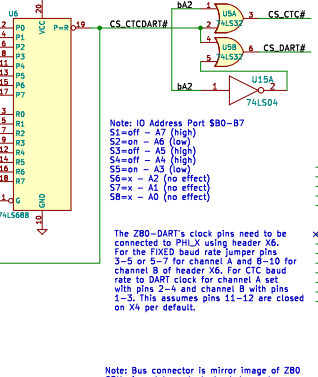 U6
20
VCC
P0
P1
P2
P3
P4
P5
P6
P7
P=R
19
CS_CTCDART#
R0
R1
R2
R3
R4
R5
R6
R7
G
GND
10
74LS688
bA2
1
2
U5A
74LS32
3
CS_CTC#
4
5
U5B
74LS32
6
CS_DART#
bA2
1
U15A
74LS04
2
Note: IO Address Port $B0-B7
S1=off - A7 (high)
S2=on - A6 (low)
S3=off - A5 (high)
S4=off - A4 (high)
S5=on - A3 (low)
S6=x - A2 (no effect)
S7=x - A1 (no effect)
S8=x - A0 (no effect)
The Z80-DART's clock pins need to be
connected to PHI_X using header X6.
For the FIXED baud rate jumper pins
3-5 or 5-7 for channel A and 8-10 for
channel B of header X6. For CTC baud
rate to DART clock for channel A set
with pins 2-4 and channel B with pins
1-3. This assumes pins 11-12 are closed
on X4 per default.
Note: Bus connector is mirror image of Z80